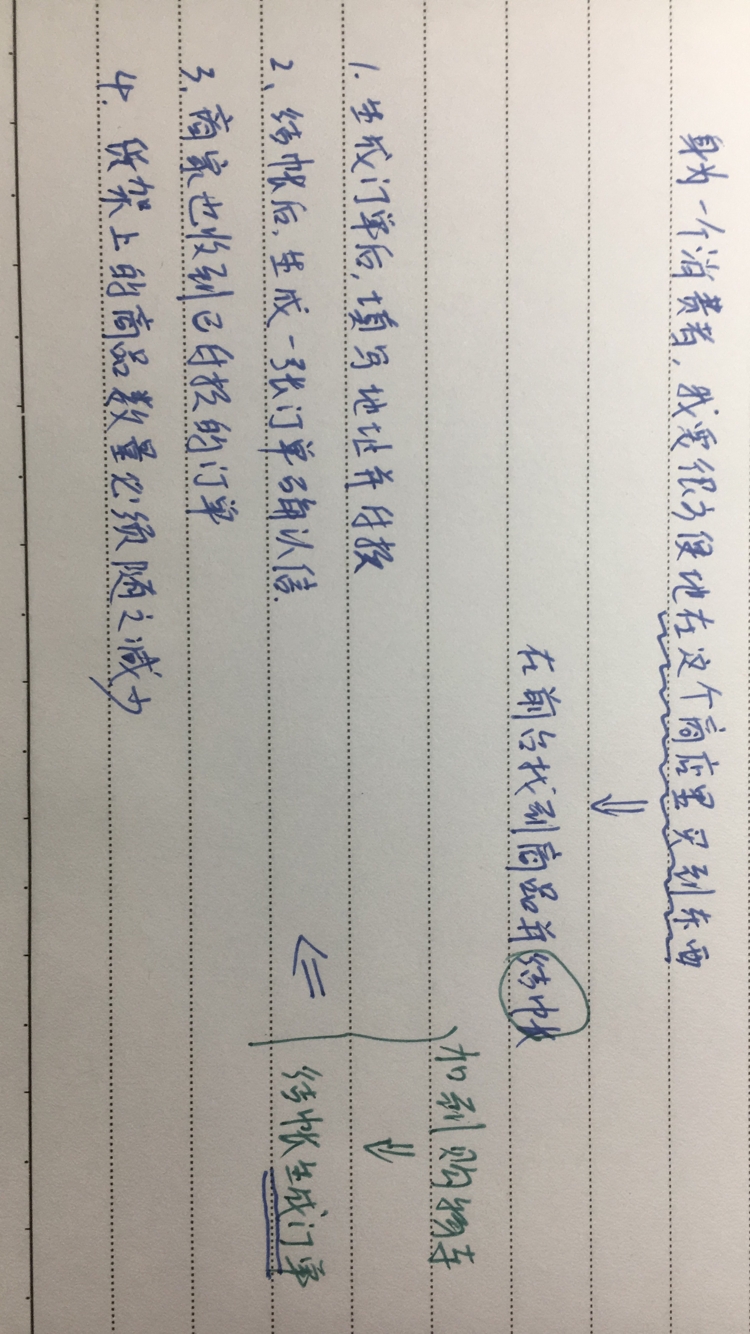 身为一个消费者，我要很方便地在这个商店里买到东西
⇓
在前台找到商品并结帐
加到购物车
⇓
结帐生成订单
⇐
1. 生成订单后，填写地址并付款
2、结帐后，生成一张订单确认信
3. 商家也收到已付款的订单
4. 货架上的商品数量必须随之减少